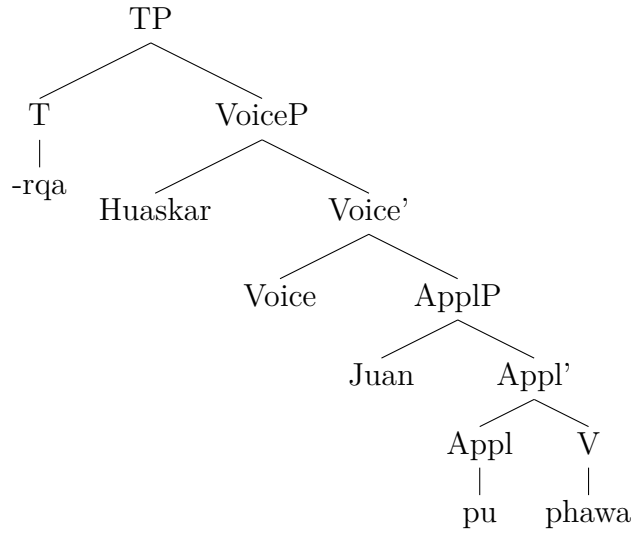 TP
T VoiceP
-rqa
Huaskar Voice'
Voice ApplP
Juan Appl'
Appl V
pu phawa